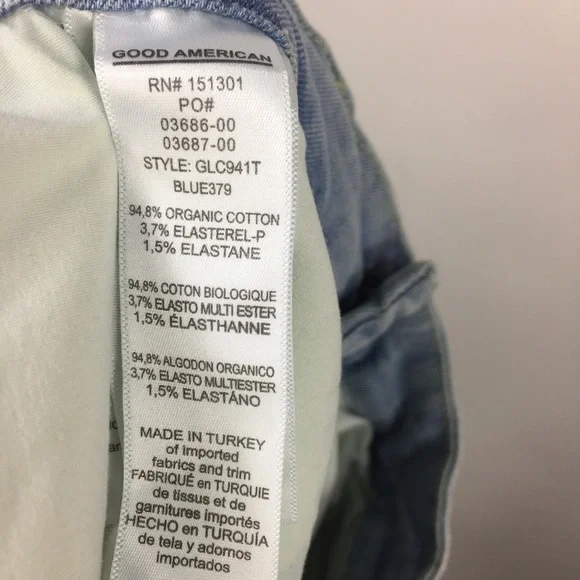 GOOD AMERICAN
RN# 151301
PO#
03686-00
03687-00
STYLE: GLC941T
BLUE379
94,8% ORGANIC COTTON
3,7% ELASTEREL-P
1,5% ELASTANE
94,8% COTON BIOLOGIQUE
3,7% ELASTO MULTI ESTER
1,5% ÉLASTHANNE
94,8% ALGODON ORGANICO
3,7% ELASTO MULTIESTER
1,5% ELASTÁNO
MADE IN TURKEY
of imported
fabrics and trim
FABRIQUÉ en TURQUIE
de tissus et de
garnitures importés
HECHO en TURQUÍA
de tela y adornos
importados